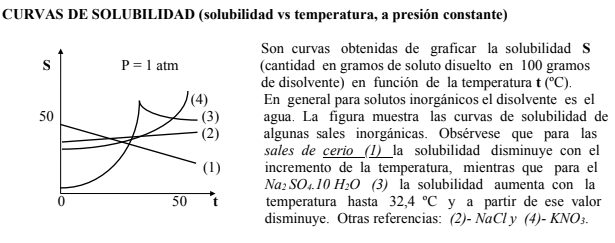 CURVAS DE SOLUBILIDAD (solubilidad vs temperatura, a presión constante)
S
P = 1 atm
(4)
50
(3)
(2)
(1)
0
50
t
Son curvas obtenidas de graficar la solubilidad S
(cantidad en gramos de soluto disuelto en 100 gramos
de disolvente) en función de la temperatura t (ºC).
En general para solutos inorgánicos el disolvente es el
agua. La figura muestra las curvas de solubilidad de
algunas sales inorgánicas. Obsérvese que para las
sales de cerio (1) la solubilidad disminuye con el
incremento de la temperatura, mientras que para el
Na₂ SO₄.10 H₂O (3) la solubilidad aumenta con la
temperatura hasta 32,4 ºC y a partir de ese valor
disminuye. Otras referencias: (2)- NaCl y (4)- KNO₃.